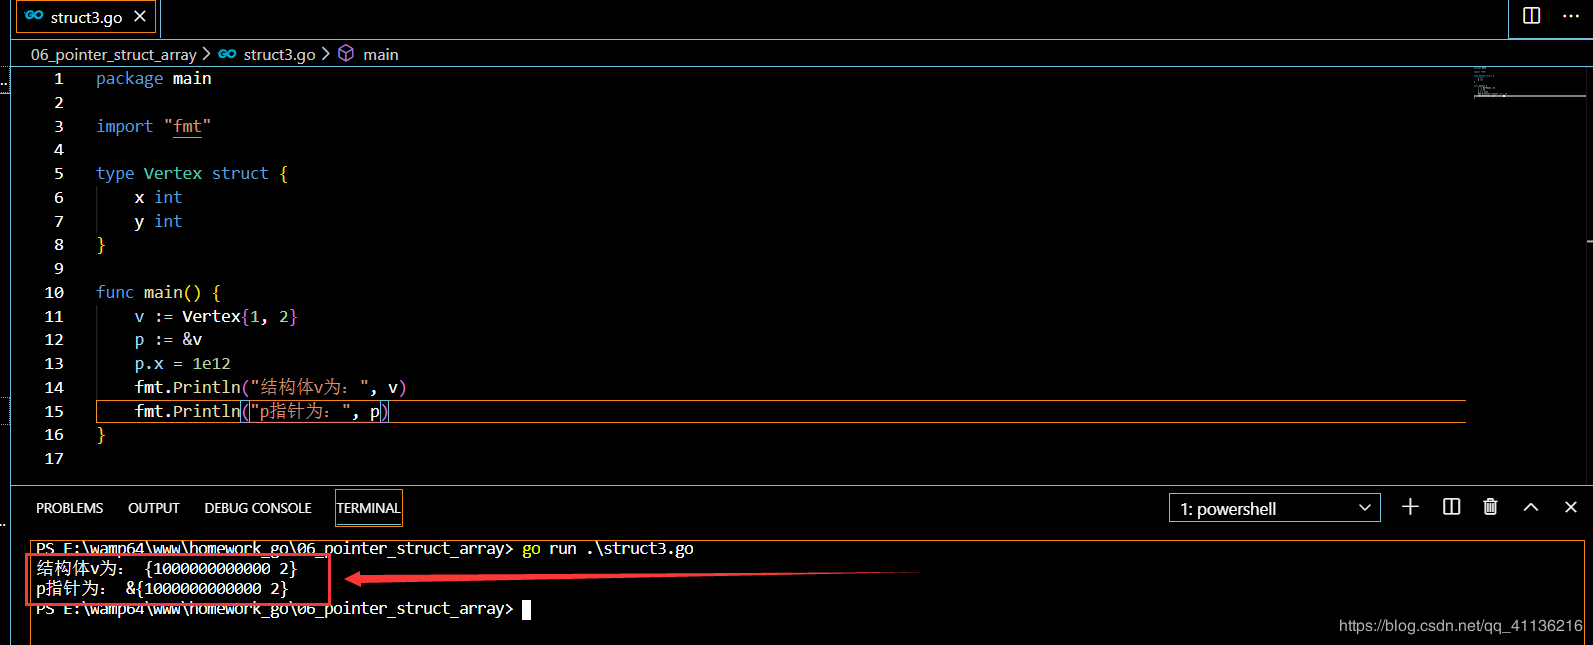 GO struct3.go
06_pointer_struct_array > GO struct3.go > main
1 package main
2
3 import "fmt"
4
5 type Vertex struct {
6 x int
7 y int
8 }
9
10 func main() {
11 v := Vertex{1, 2}
12 p := &v
13 p.x = 1e12
14 fmt.Println("结构体v为：", v)
15 fmt.Println("p指针为：", p)
16 }
17
PROBLEMS OUTPUT DEBUG CONSOLE TERMINAL 1: powershell
PS E:\wamp64\www\homework_go\06_pointer_struct_array> go run .\struct3.go
结构体v为： {1000000000000 2}
p指针为： &{1000000000000 2}
PS E:\wamp64\www\homework_go\06_pointer_struct_array>
https://blog.csdn.net/qq_41136216